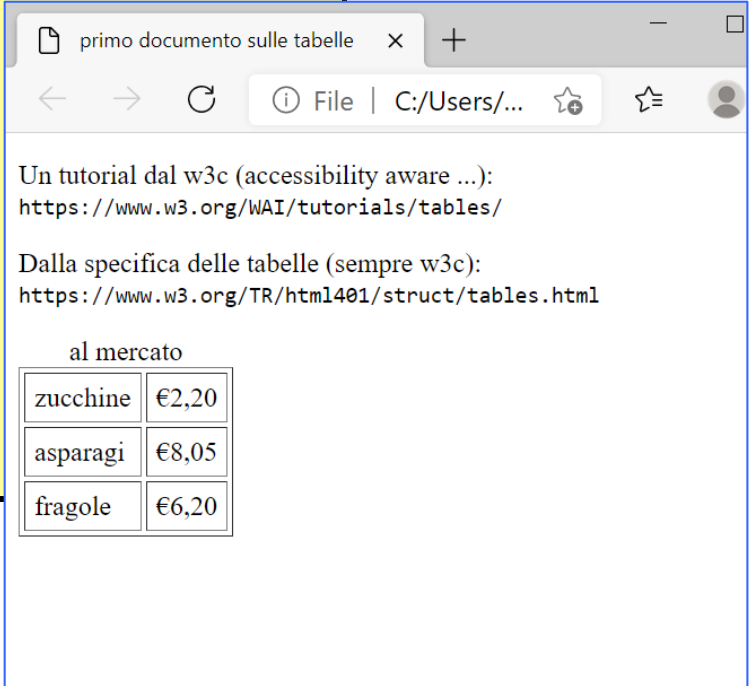 primo documento sulle tabelle
File | C:/Users/...
Un tutorial dal w3c (accessibility aware ...):
https://www.w3.org/WAI/tutorials/tables/
Dalla specifica delle tabelle (sempre w3c):
https://www.w3.org/TR/html401/struct/tables.html
al mercato
zucchine €2,20
asparagi €8,05
fragole €6,20